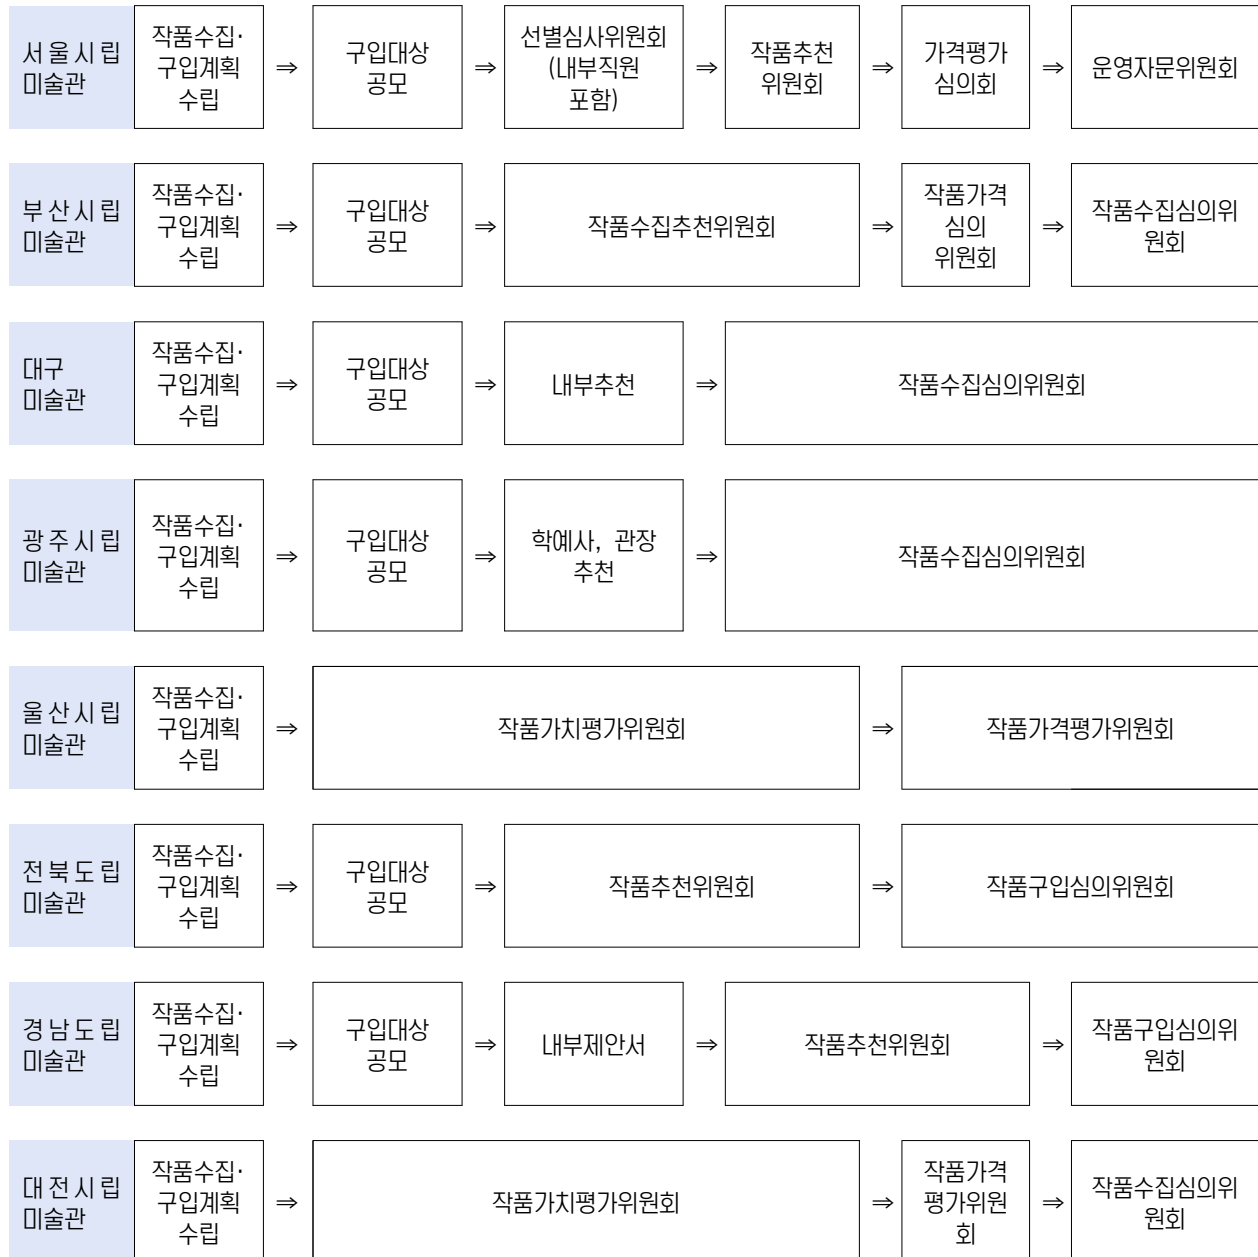 서울시립
미술관
작품수집·
구입계획
수립
⇒
구입대상
공모
⇒
선별심사위원회
(내부직원
포함)
⇒
작품추천
위원회
⇒
가격평가
심의회
⇒
운영자문위원회
부산시립
미술관
작품수집·
구입계획
수립
⇒
구입대상
공모
⇒
작품수집추천위원회
⇒
작품가격
심의
위원회
⇒
작품수집심의위
원회
대구
미술관
작품수집·
구입계획
수립
⇒
구입대상
공모
⇒
내부추천
⇒
작품수집심의위원회
광주시립
미술관
작품수집·
구입계획
수립
⇒
구입대상
공모
⇒
학예사, 관장
추천
⇒
작품수집심의위원회
울산시립
미술관
작품수집·
구입계획
수립
⇒
작품가치평가위원회
⇒
작품가격평가위원회
전북도립
미술관
작품수집·
구입계획
수립
⇒
구입대상
공모
⇒
작품추천위원회
⇒
작품구입심의위원회
경남도립
미술관
작품수집·
구입계획
수립
⇒
구입대상
공모
⇒
내부제안서
⇒
작품추천위원회
⇒
작품구입심의위
원회
대전시립
미술관
작품수집·
구입계획
수립
⇒
작품가치평가위원회
⇒
작품가격
평가위원
회
⇒
작품수집심의위
원회